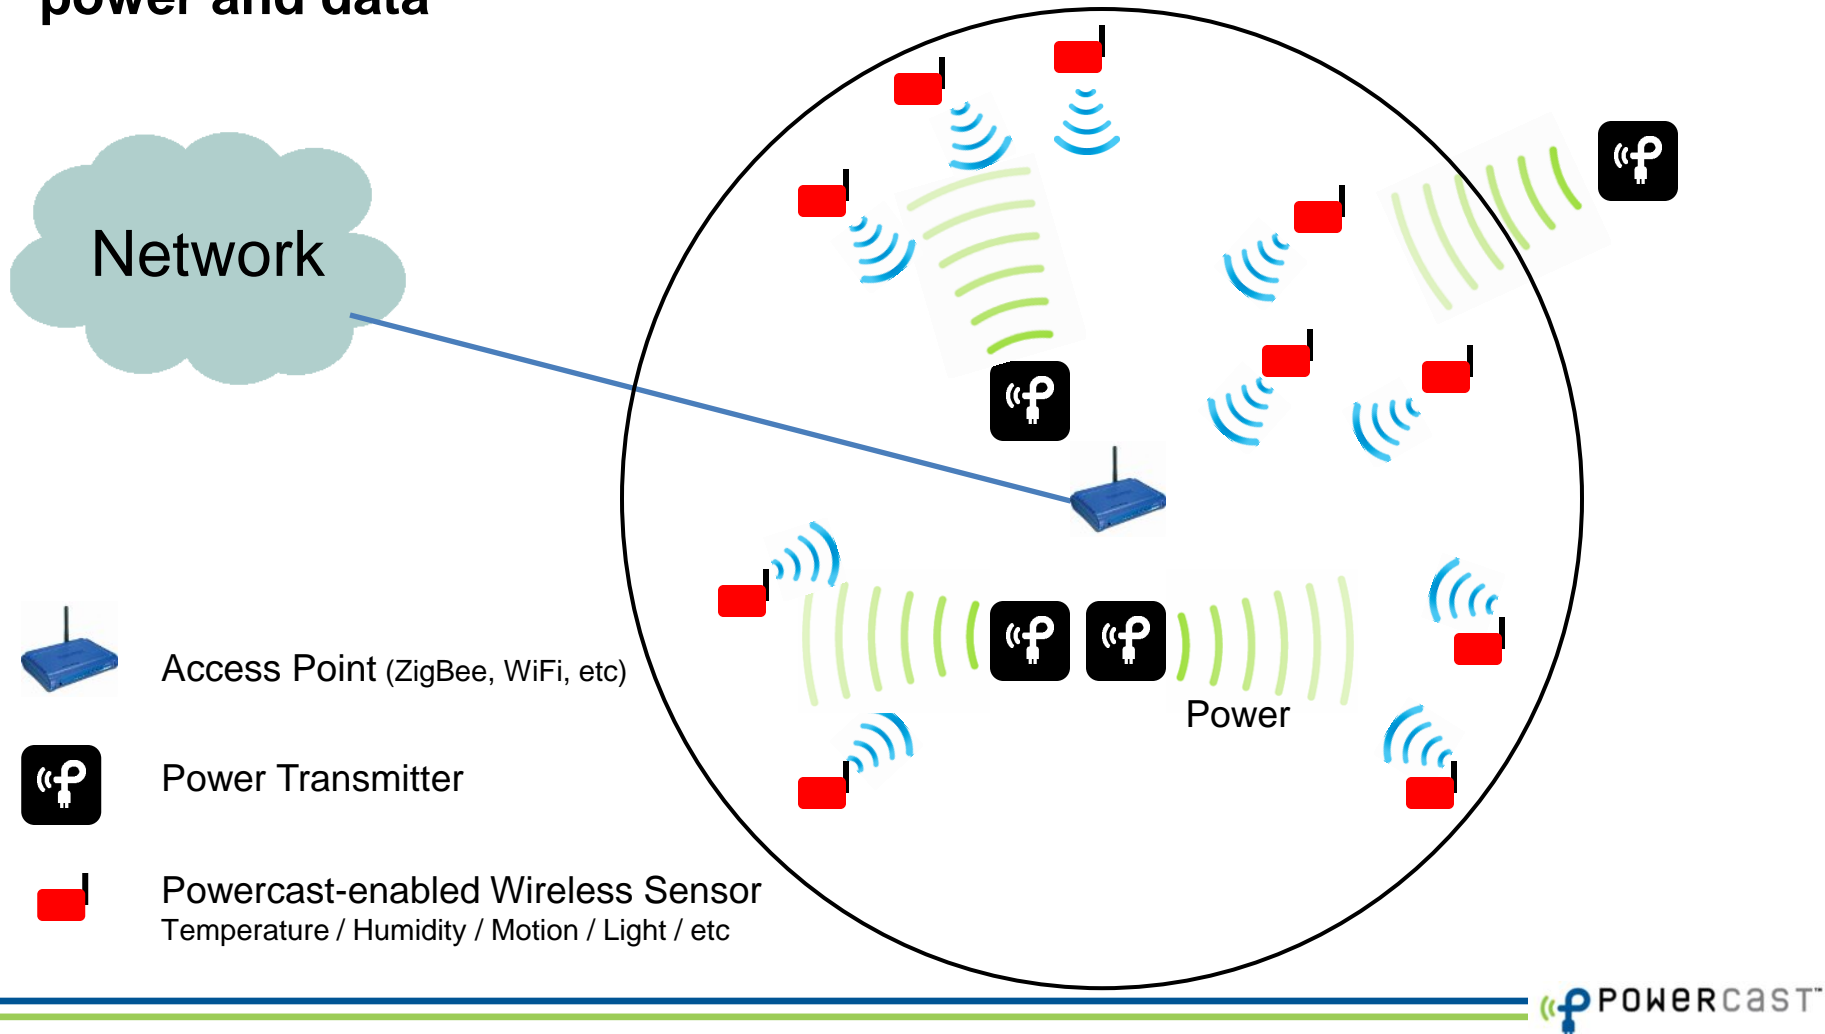 power and data
Network
Access Point (ZigBee, WiFi, etc)
Power
Power Transmitter
Powercast-enabled Wireless Sensor
Temperature / Humidity / Motion / Light / etc
POWERCAST™